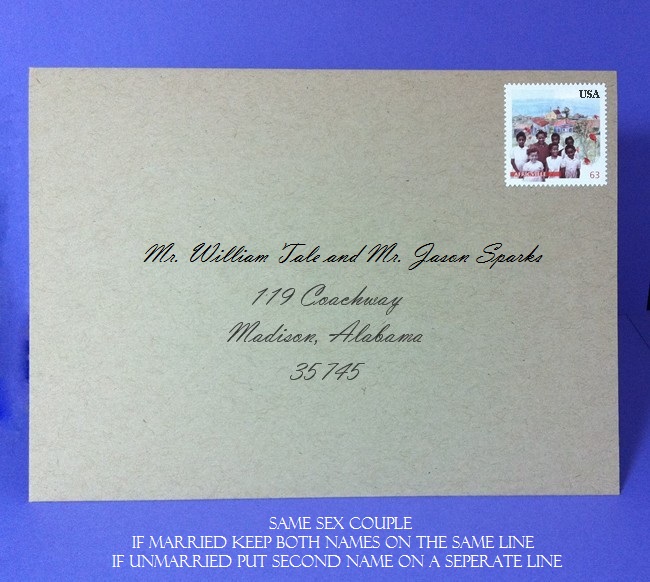 USA
63
Mr. William Tale and Mr. Jason Sparks
119 Coachway
Madison, Alabama
35745
SAME SEX COUPLE
IF MARRIED KEEP BOTH NAMES ON THE SAME LINE
IF UNMARRIED PUT SECOND NAME ON A SEPERATE LINE